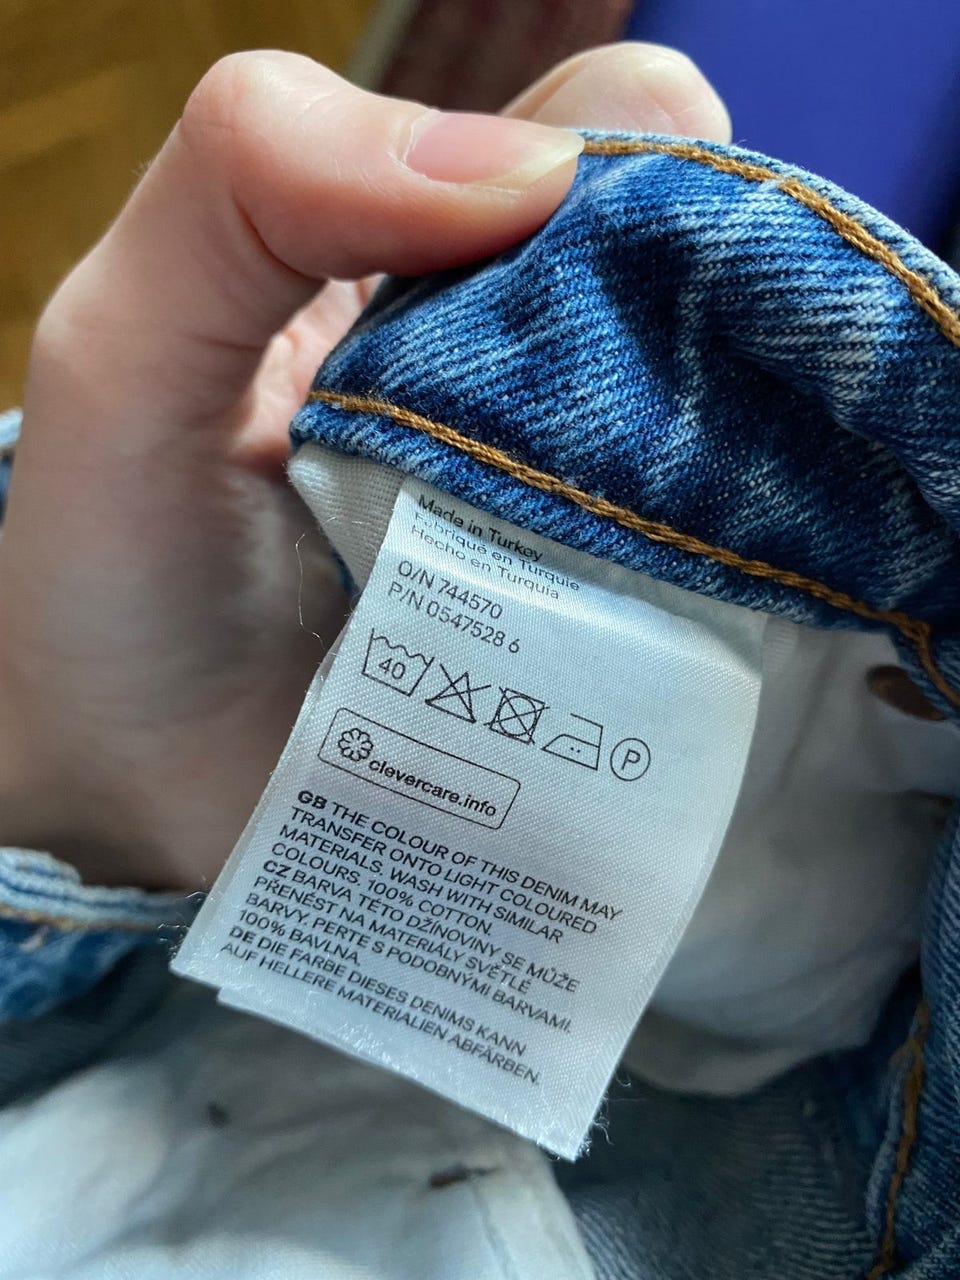 Made in Turkey
Fabriqué en Turquie
Hecho en Turquia
O/N 744570
P/N 0547528 6
40
P
clevercare.info
GB THE COLOUR OF THIS DENIM MAY
TRANSFER ONTO LIGHT COLOURED
MATERIALS. WASH WITH SIMILAR
COLOURS. 100% COTTON.
CZ BARVA TÉTO DŽÍNOVINY SE MŮŽE
PŘENÉST NA MATERIÁLY SVĚTLÉ
BARVY. PERTE S PODOBNÝMI BARVAMI.
100% BAVLNA.
DE DIE FARBE DIESES DENIMS KANN
AUF HELLERE MATERIALIEN ABFÄRBEN.